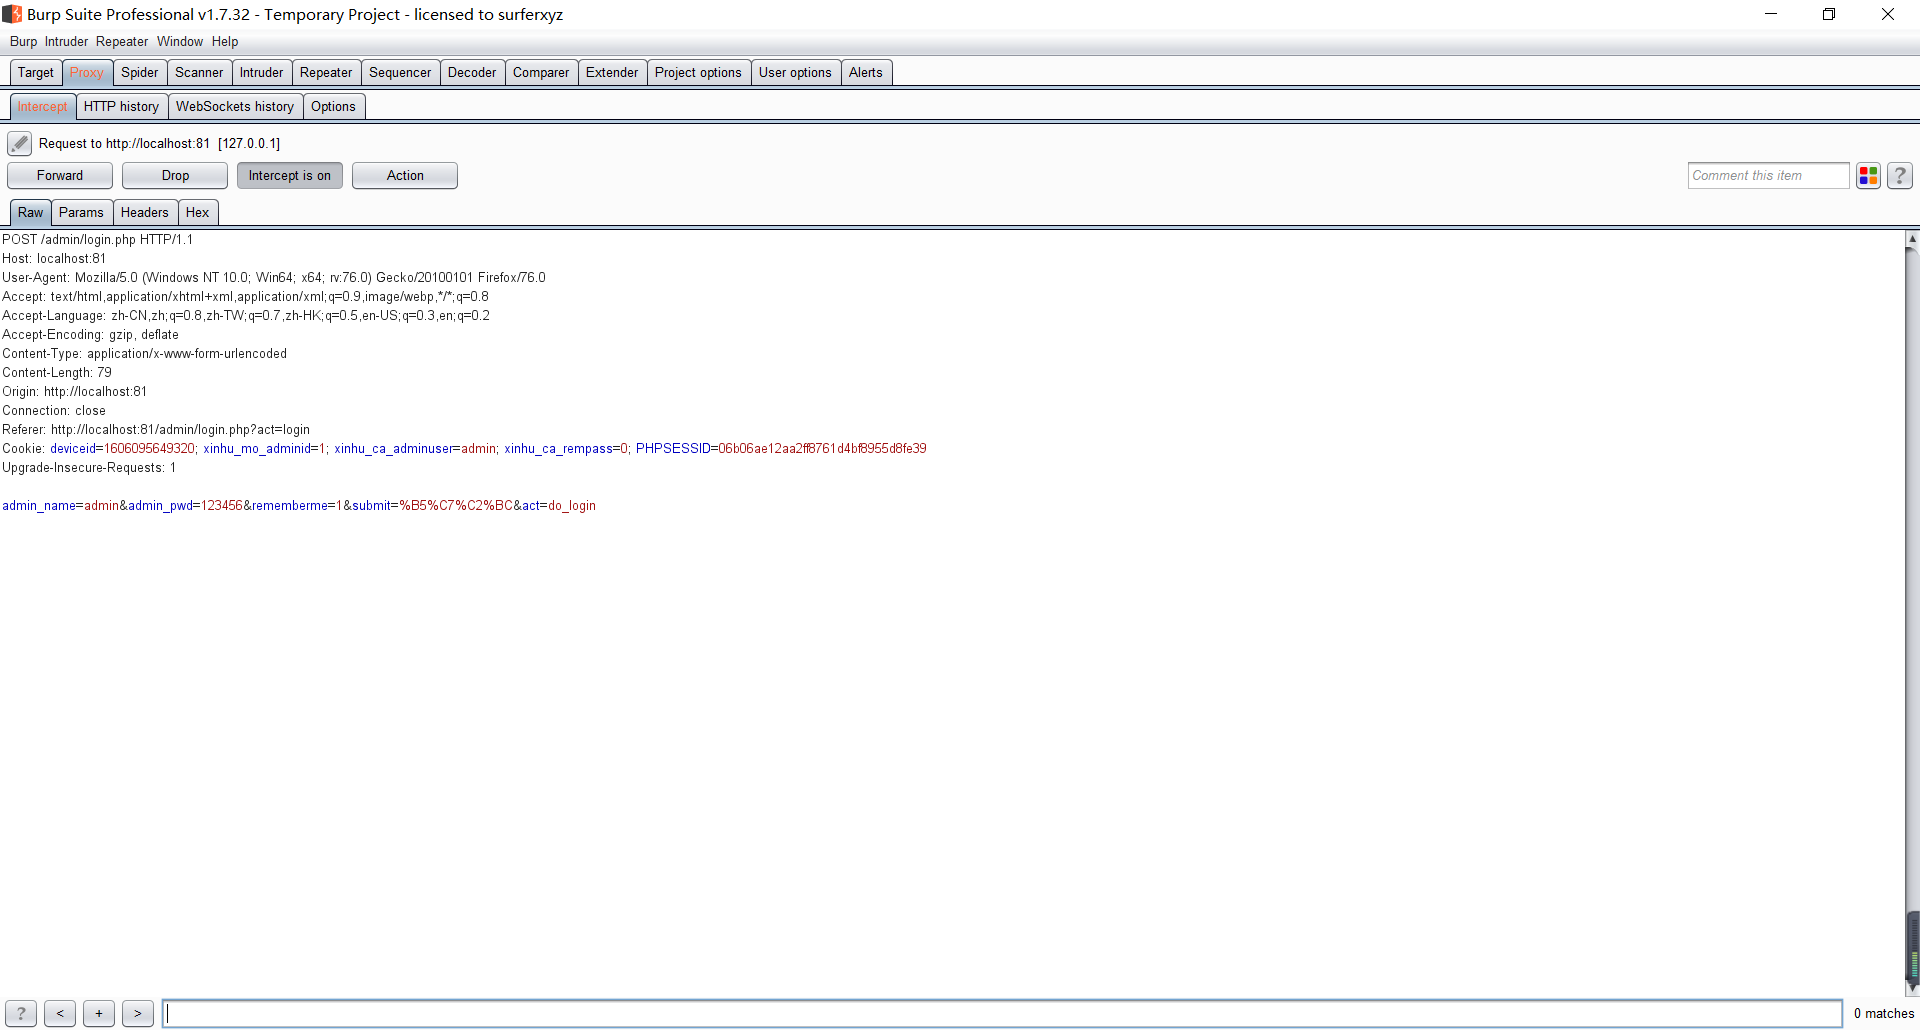 Burp Suite Professional v1.7.32 - Temporary Project - licensed to surferxyz
Burp Intruder Repeater Window Help
Target Proxy Spider Scanner Intruder Repeater Sequencer Decoder Comparer Extender Project options User options Alerts
Intercept HTTP history WebSockets history Options
Request to http://localhost:81 [127.0.0.1]
Forward Drop Intercept is on Action Comment this item ?
Raw Params Headers Hex
POST /admin/login.php HTTP/1.1
Host: localhost:81
User-Agent: Mozilla/5.0 (Windows NT 10.0; Win64; x64; rv:76.0) Gecko/20100101 Firefox/76.0
Accept: text/html,application/xhtml+xml,application/xml;q=0.9,image/webp,*/*;q=0.8
Accept-Language: zh-CN,zh;q=0.8,zh-TW;q=0.7,zh-HK;q=0.5,en-US;q=0.3,en;q=0.2
Accept-Encoding: gzip, deflate
Content-Type: application/x-www-form-urlencoded
Content-Length: 79
Origin: http://localhost:81
Connection: close
Referer: http://localhost:81/admin/login.php?act=login
Cookie: deviceid=1606095649320; xinhu_mo_adminid=1; xinhu_ca_adminuser=admin; xinhu_ca_rempass=0; PHPSESSID=06b06ae12aa2ff8761d4bf8955d8fe39
Upgrade-Insecure-Requests: 1
admin_name=admin&admin_pwd=123456&rememberme=1&submit=%B5%C7%C2%BC&act=do_login
? < + > 0 matches